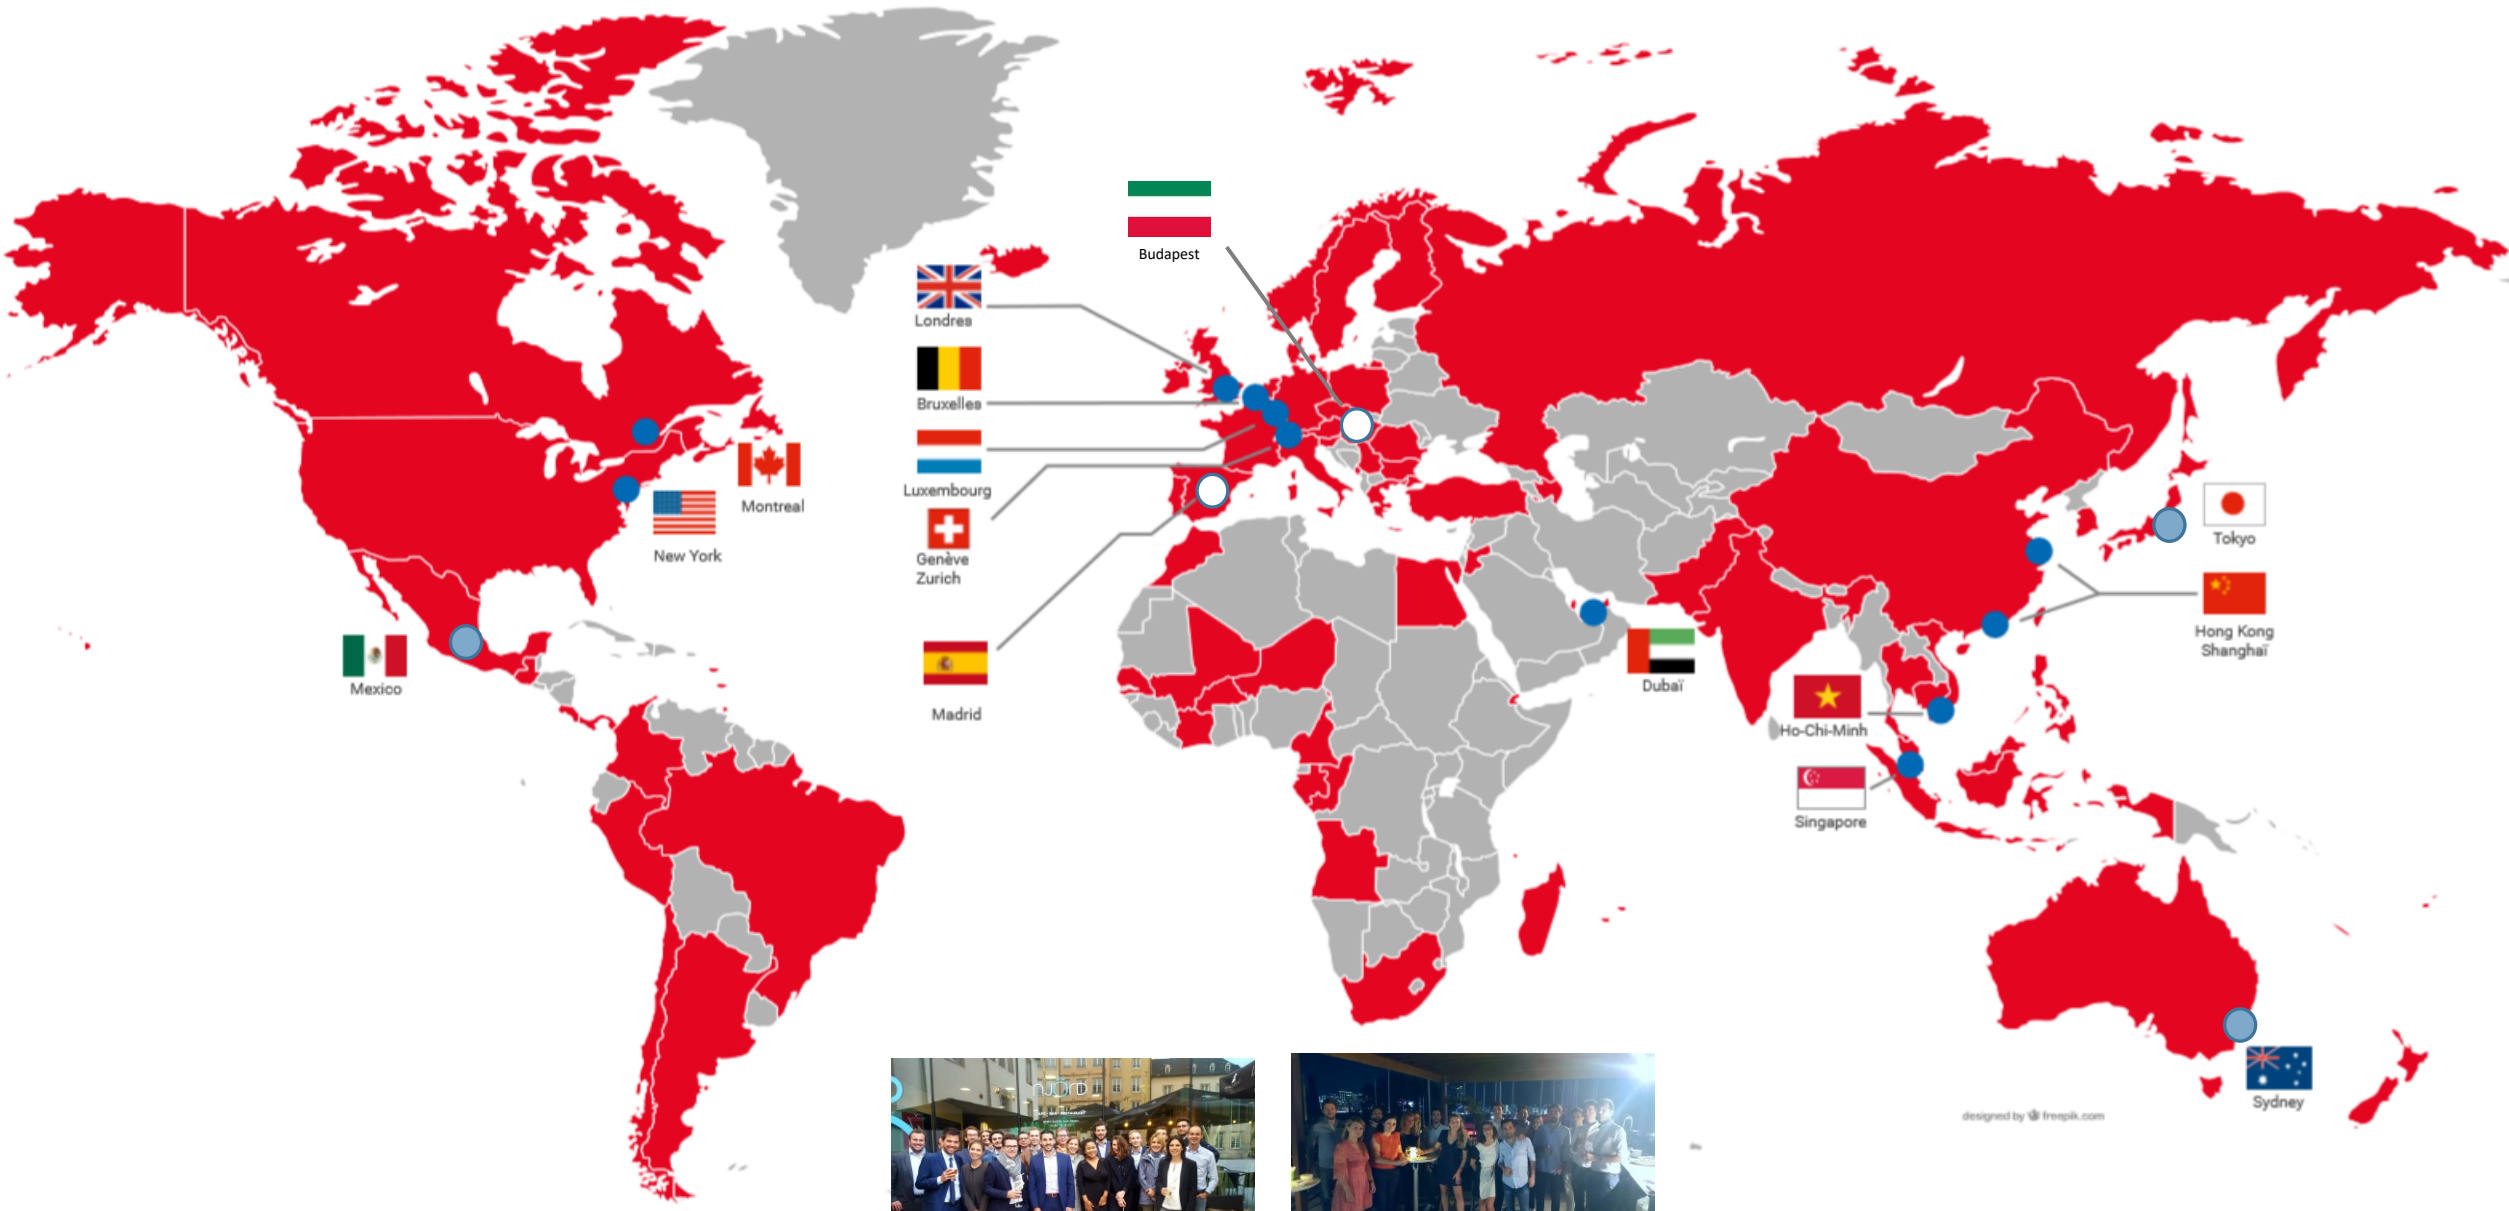 Budapest
Londres
Bruxelles
Luxembourg
Genève
Zurich
Madrid
Montreal
New York
Mexico
Tokyo
Hong Kong
Shanghaï
Dubaï
Ho-Chi-Minh
Singapore
Sydney
designed by freepik.com